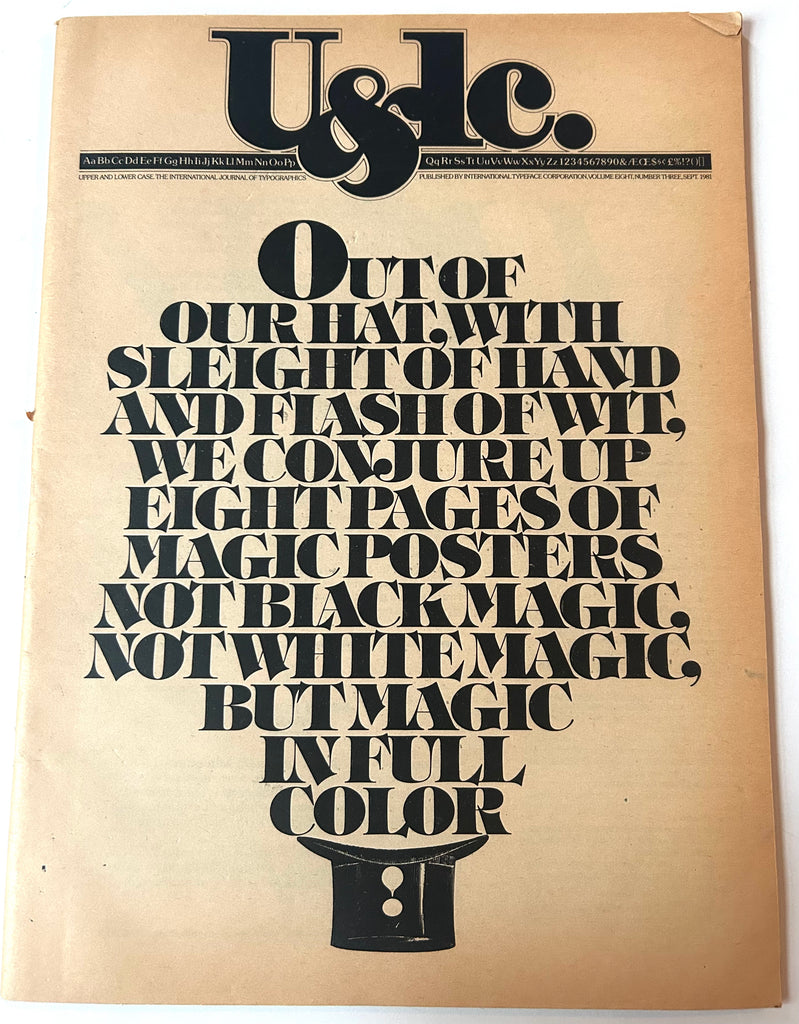 U&lc.
Aa Bb Cc Dd Ee Ff Gg Hh Ii Jj Kk Ll Mm Nn Oo Pp Qq Rr Ss Tt Uu Vv Ww Xx Yy Zz 1234567890&ÆŒ$¢£%!?()[]
UPPER AND LOWER CASE. THE INTERNATIONAL JOURNAL OF TYPOGRAPHICS PUBLISHED BY INTERNATIONAL TYPEFACE CORPORATION, VOLUME EIGHT, NUMBER THREE, SEPT. 1981
OUT OF
OUR HAT, WITH
SLEIGHT OF HAND
AND FLASH OF WIT,
WE CONJURE UP
EIGHT PAGES OF
MAGIC POSTERS
NOT BLACK MAGIC,
NOT WHITE MAGIC,
BUT MAGIC
IN FULL
COLOR
!